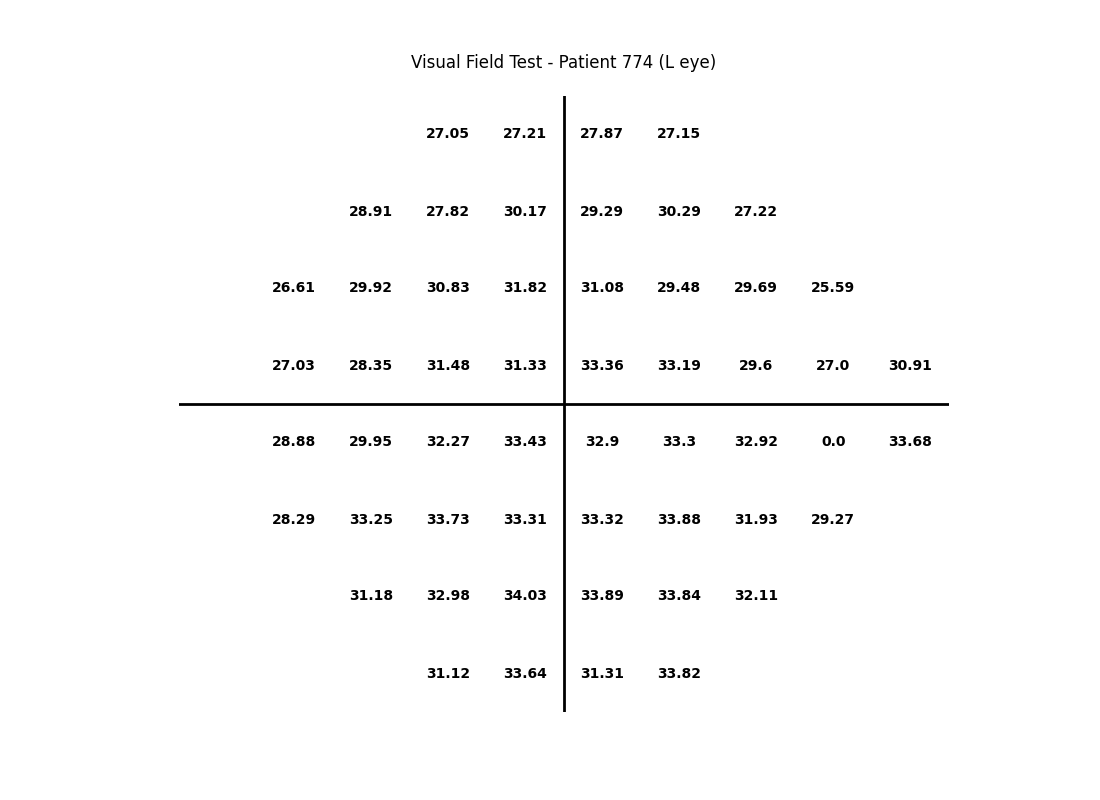 Visual Field Test - Patient 774 (L eye)
27.05 27.21 27.87 27.15
28.91 27.82 30.17 29.29 30.29 27.22
26.61 29.92 30.83 31.82 31.08 29.48 29.69 25.59
27.03 28.35 31.48 31.33 33.36 33.19 29.6 27.0 30.91
28.88 29.95 32.27 33.43 32.9 33.3 32.92 0.0 33.68
28.29 33.25 33.73 33.31 33.32 33.88 31.93 29.27
31.18 32.98 34.03 33.89 33.84 32.11
31.12 33.64 31.31 33.82